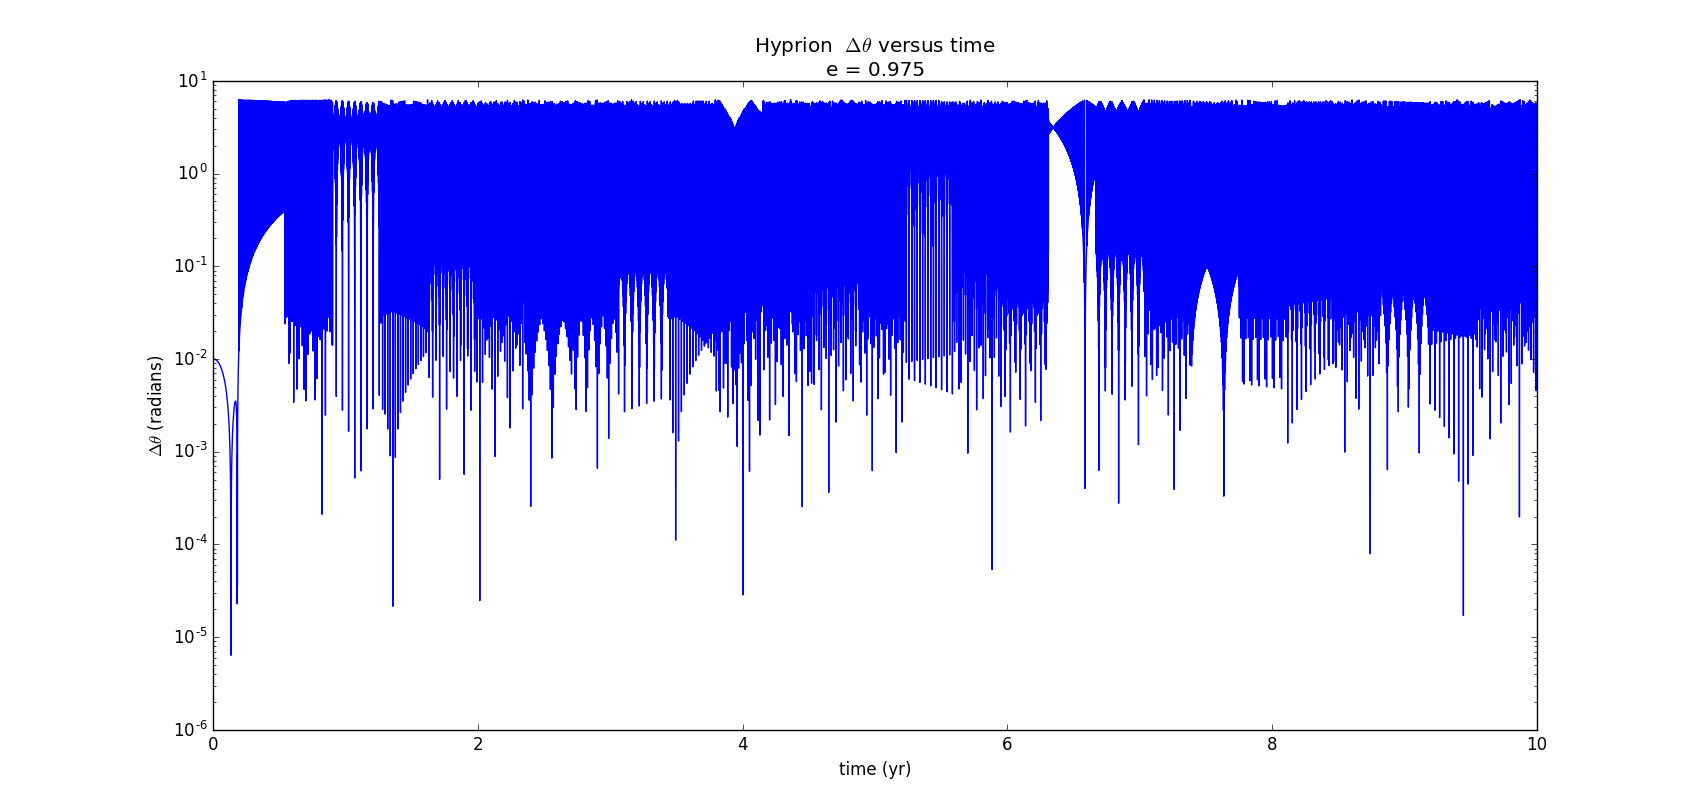 Hyprion Δθ versus time
e = 0.975
10^1
10^0
10^-1
10^-2
10^-3
10^-4
10^-5
10^-6
Δθ (radians)
0 2 4 6 8 10
time (yr)